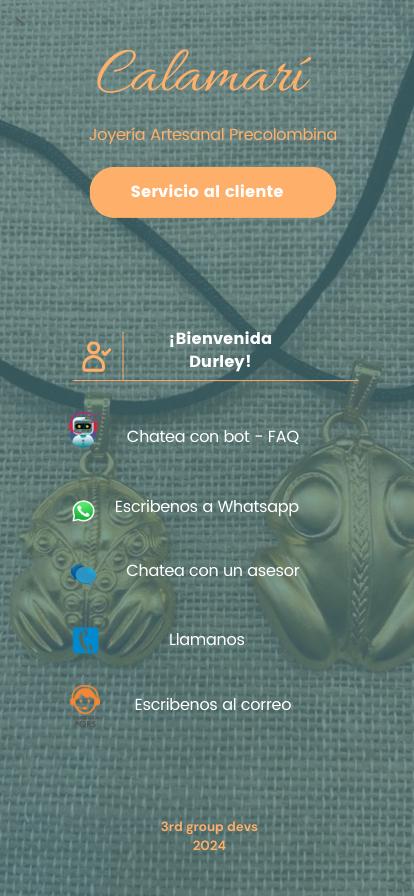 Calamarí
Joyería Artesanal Precolombina
Servicio al cliente
¡Bienvenida
Durley!
Chatea con bot - FAQ
Escribenos a Whatsapp
Chatea con un asesor
Llamanos
Escribenos al correo
PQRS
3rd group devs
2024